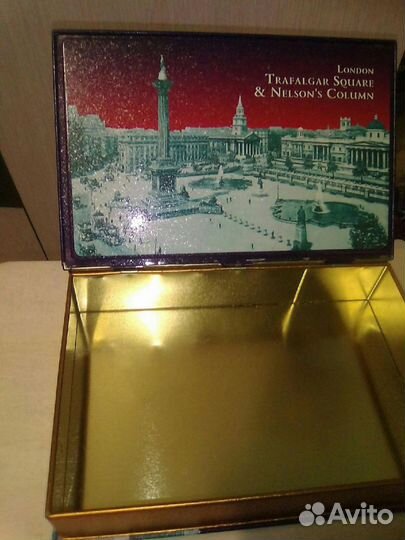 London
Trafalgar Square
& Nelson's Column
Avito